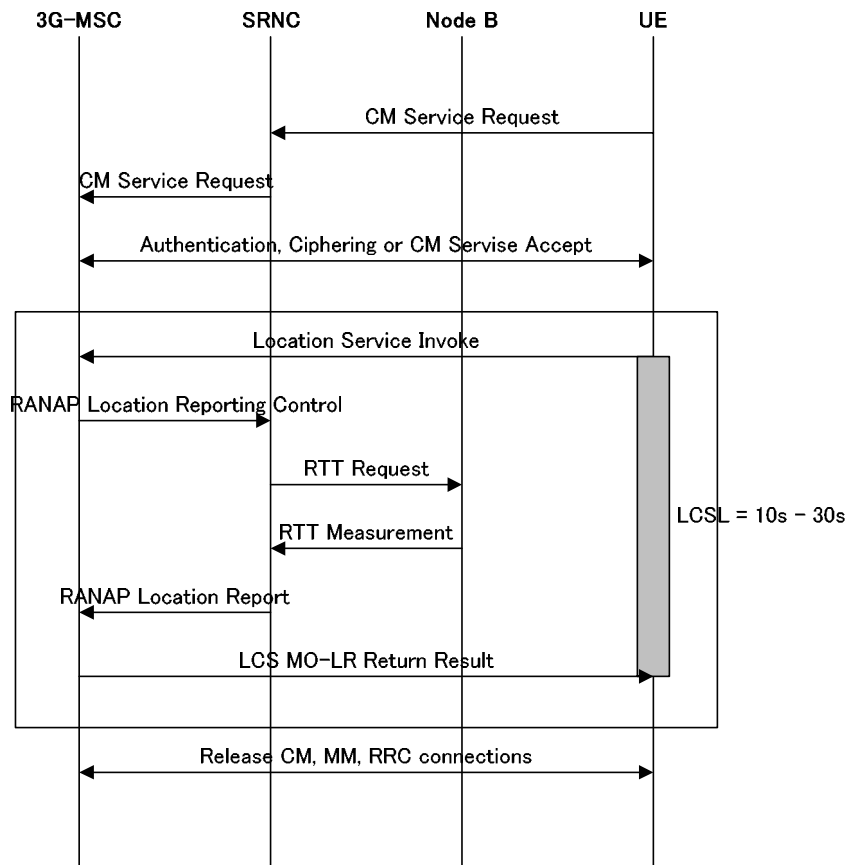 3G-MSC SRNC Node B UE
CM Service Request
CM Service Request
Authentication, Ciphering or CM Servise Accept
Location Service Invoke
RANAP Location Reporting Control
RTT Request
LCSL = 10s - 30s
RTT Measurement
RANAP Location Report
LCS MO-LR Return Result
Release CM, MM, RRC connections